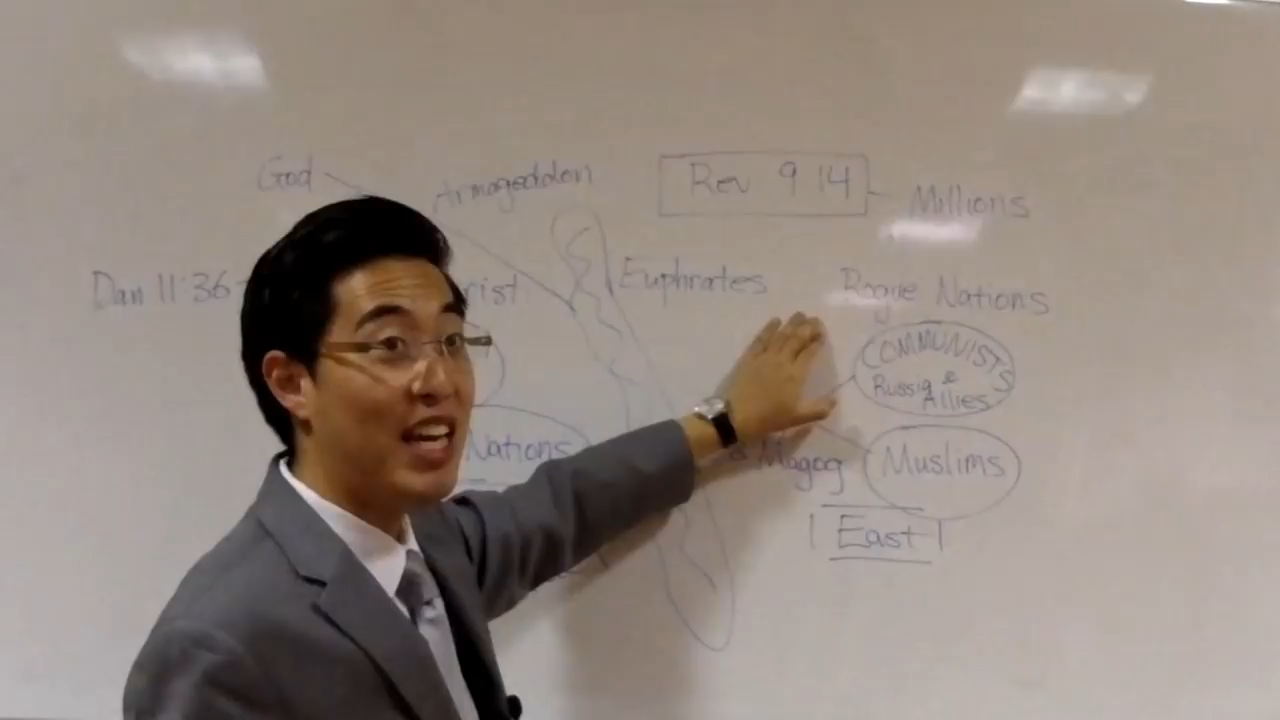 God
Armageddon
Rev 9 14
Millions
Dan 11:36-
rist
Euphrates
Rogue Nations
COMMUNISTS
Russia &
Allies
Nations
& Magog
Muslims
East